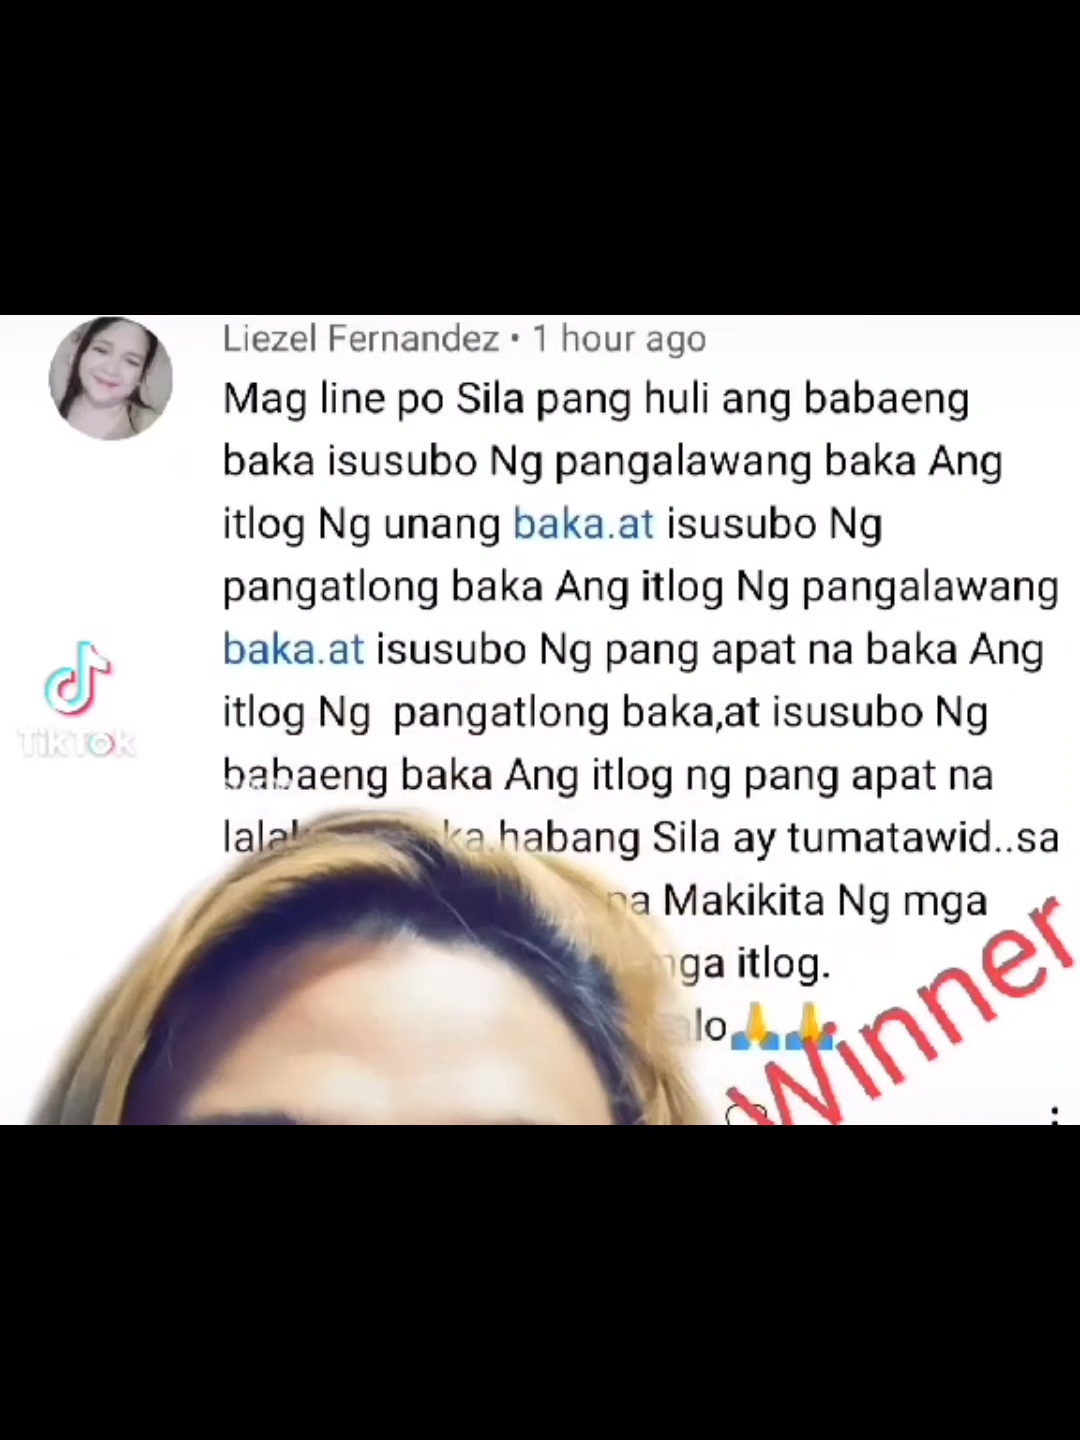 Liezel Fernandez • 1 hour ago
Mag line po Sila pang huli ang babaeng
baka isusubo Ng pangalawang baka Ang
itlog Ng unang baka.at isusubo Ng
pangatlong baka Ang itlog Ng pangalawang
baka.at isusubo Ng pang apat na baka Ang
itlog Ng pangatlong baka,at isusubo Ng
babaeng baka Ang itlog ng pang apat na
habang Sila ay tumatawid..sa
na Makikita Ng mga
itlog.
TikTok
Winner